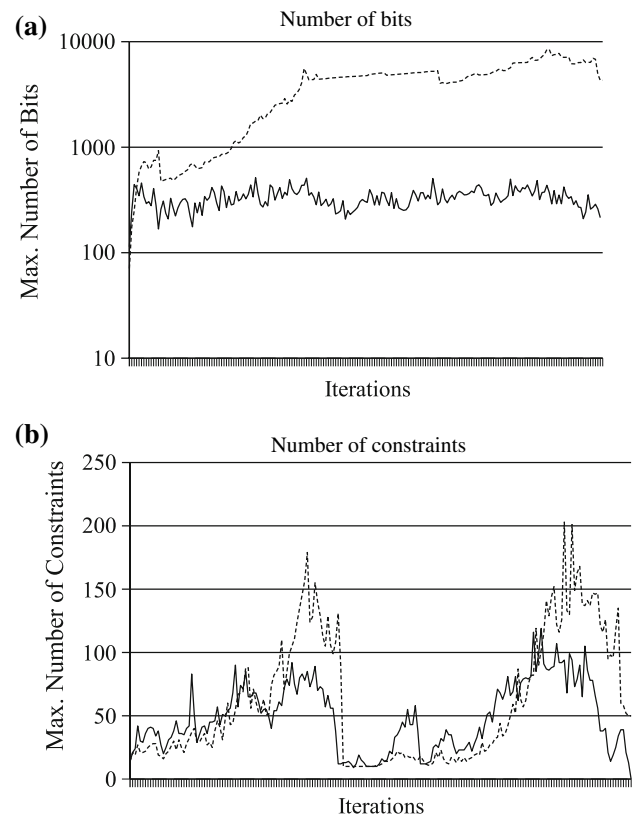 (a)
Number of bits
Max. Number of Bits
10000
1000
100
10
Iterations
(b)
Number of constraints
Max. Number of Constraints
250
200
150
100
50
0
Iterations